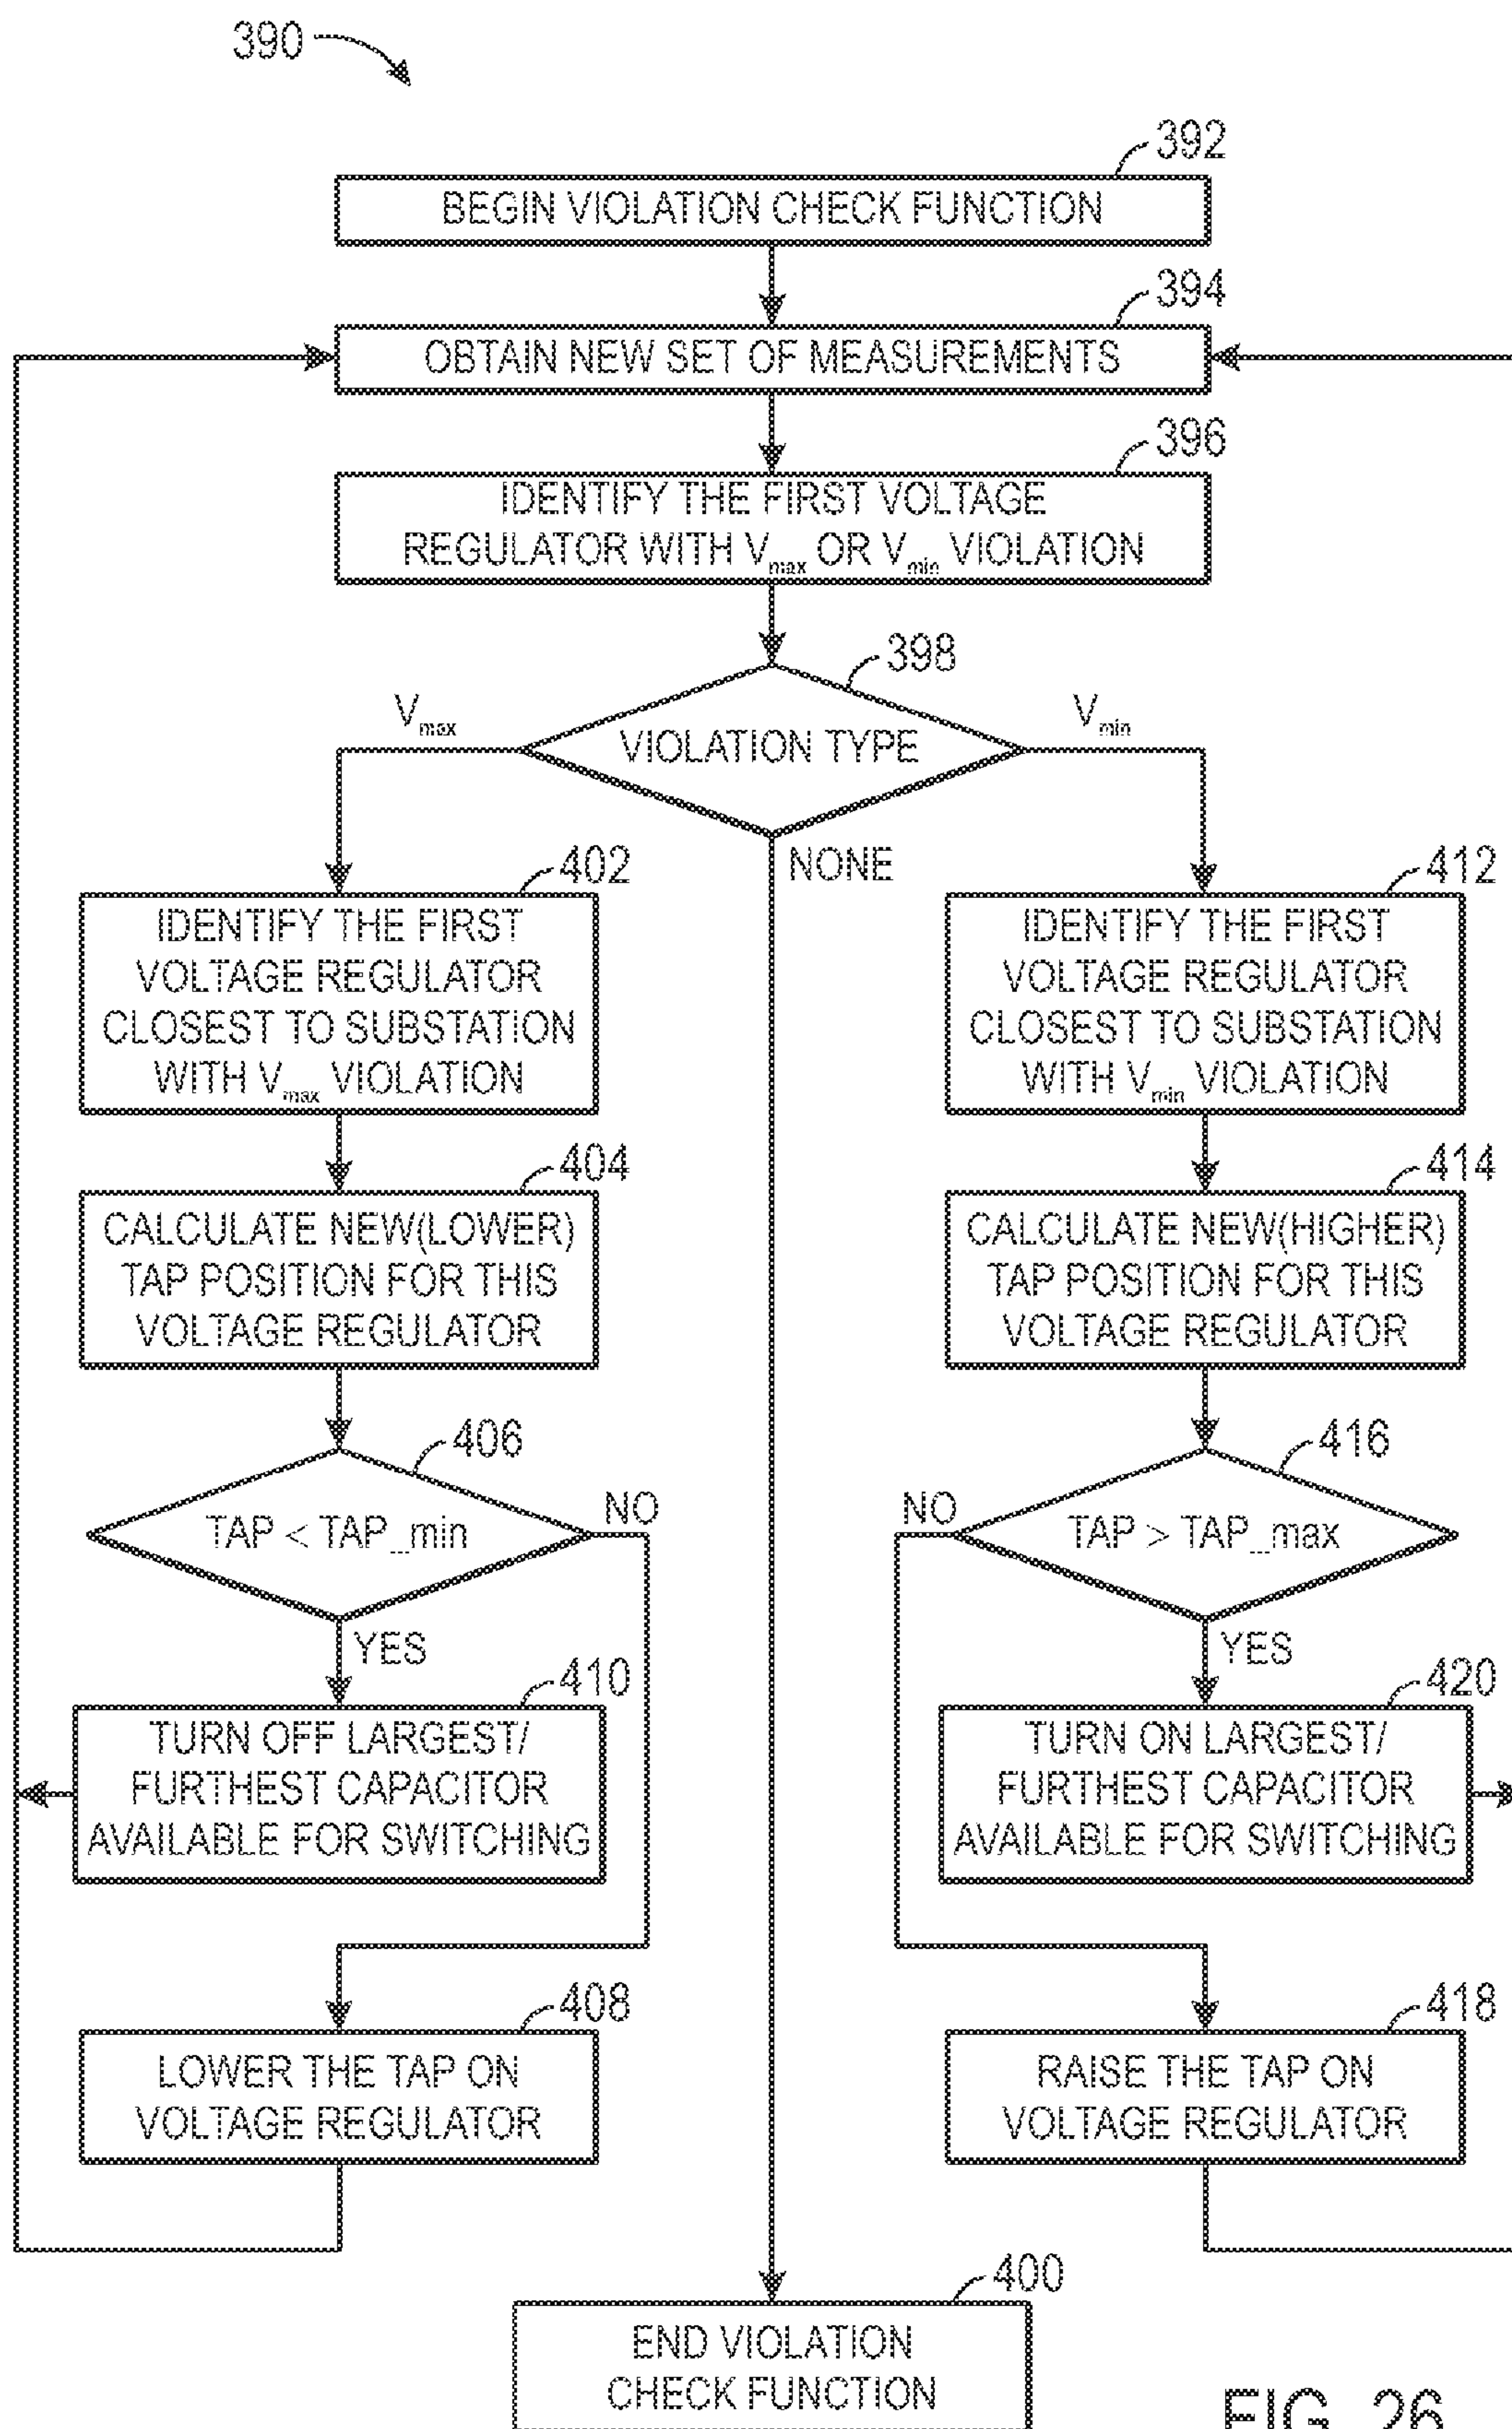 390
392
BEGIN VIOLATION CHECK FUNCTION
394
OBTAIN NEW SET OF MEASUREMENTS
396
IDENTIFY THE FIRST VOLTAGE
REGULATOR WITH Vmax OR Vmin VIOLATION
398
VIOLATION TYPE
Vmax
Vmin
NONE
402
IDENTIFY THE FIRST
VOLTAGE REGULATOR
CLOSEST TO SUBSTATION
WITH Vmax VIOLATION
412
IDENTIFY THE FIRST
VOLTAGE REGULATOR
CLOSEST TO SUBSTATION
WITH Vmin VIOLATION
404
CALCULATE NEW(LOWER)
TAP POSITION FOR THIS
VOLTAGE REGULATOR
414
CALCULATE NEW(HIGHER)
TAP POSITION FOR THIS
VOLTAGE REGULATOR
406
TAP < TAP_min
NO
YES
416
NO
TAP > TAP_max
YES
410
TURN OFF LARGEST/
FURTHEST CAPACITOR
AVAILABLE FOR SWITCHING
420
TURN ON LARGEST/
FURTHEST CAPACITOR
AVAILABLE FOR SWITCHING
408
LOWER THE TAP ON
VOLTAGE REGULATOR
418
RAISE THE TAP ON
VOLTAGE REGULATOR
400
END VIOLATION
CHECK FUNCTION
FIG. 26